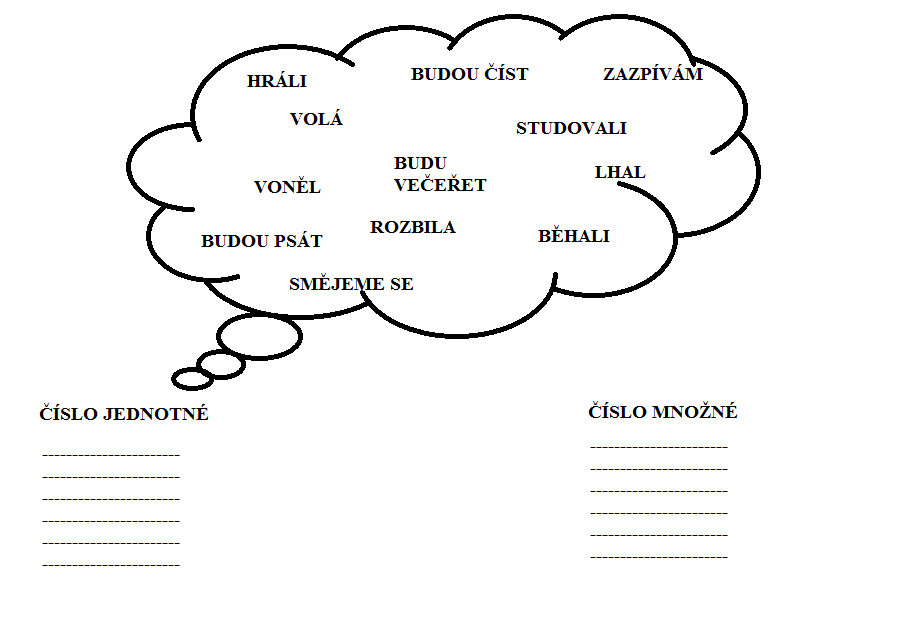 HRÁLI
BUDOU ČÍST
ZAZPÍVÁM
VOLÁ
STUDOVALI
BUDU
VEČEŘET
LHAL
VONĚL
ROZBILA
BĚHALI
BUDOU PSÁT
SMĚJEME SE
ČÍSLO JEDNOTNÉ
ČÍSLO MNOŽNÉ